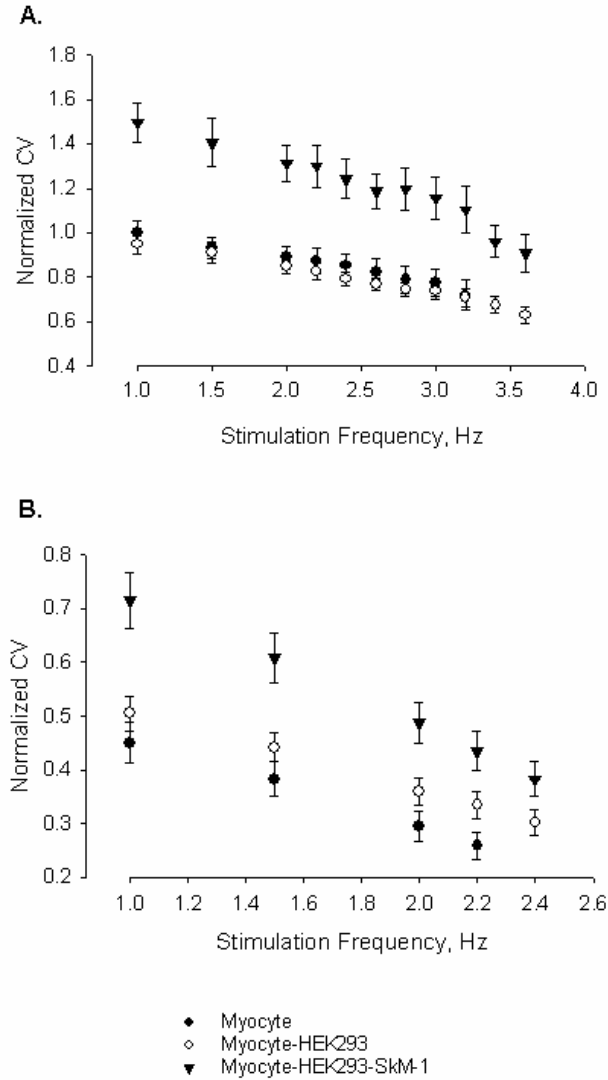 A.
1.8
1.6
1.4
1.2
1.0
0.8
0.6
0.4
Normalized CV
1.0 1.5 2.0 2.5 3.0 3.5 4.0
Stimulation Frequency, Hz
B.
0.8
0.7
0.6
0.5
0.4
0.3
0.2
Normalized CV
1.0 1.2 1.4 1.6 1.8 2.0 2.2 2.4 2.6
Stimulation Frequency, Hz
Myocyte
Myocyte-HEK293
Myocyte-HEK293-SkM-1